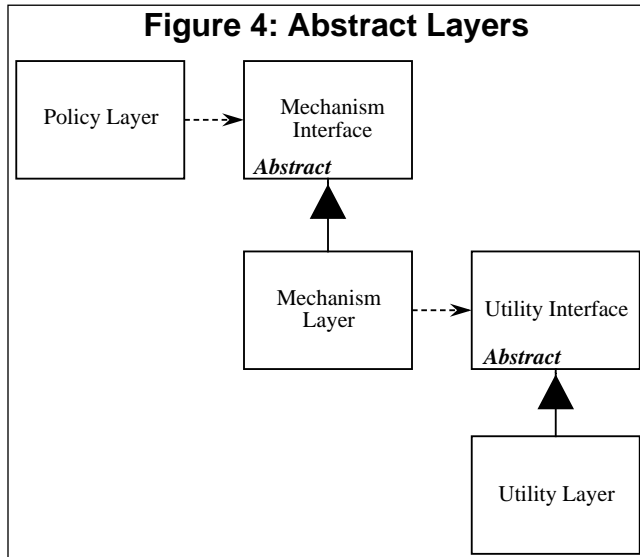 Figure 4: Abstract Layers
Policy Layer
Mechanism
Interface
Abstract
Mechanism
Layer
Utility Interface
Abstract
Utility Layer